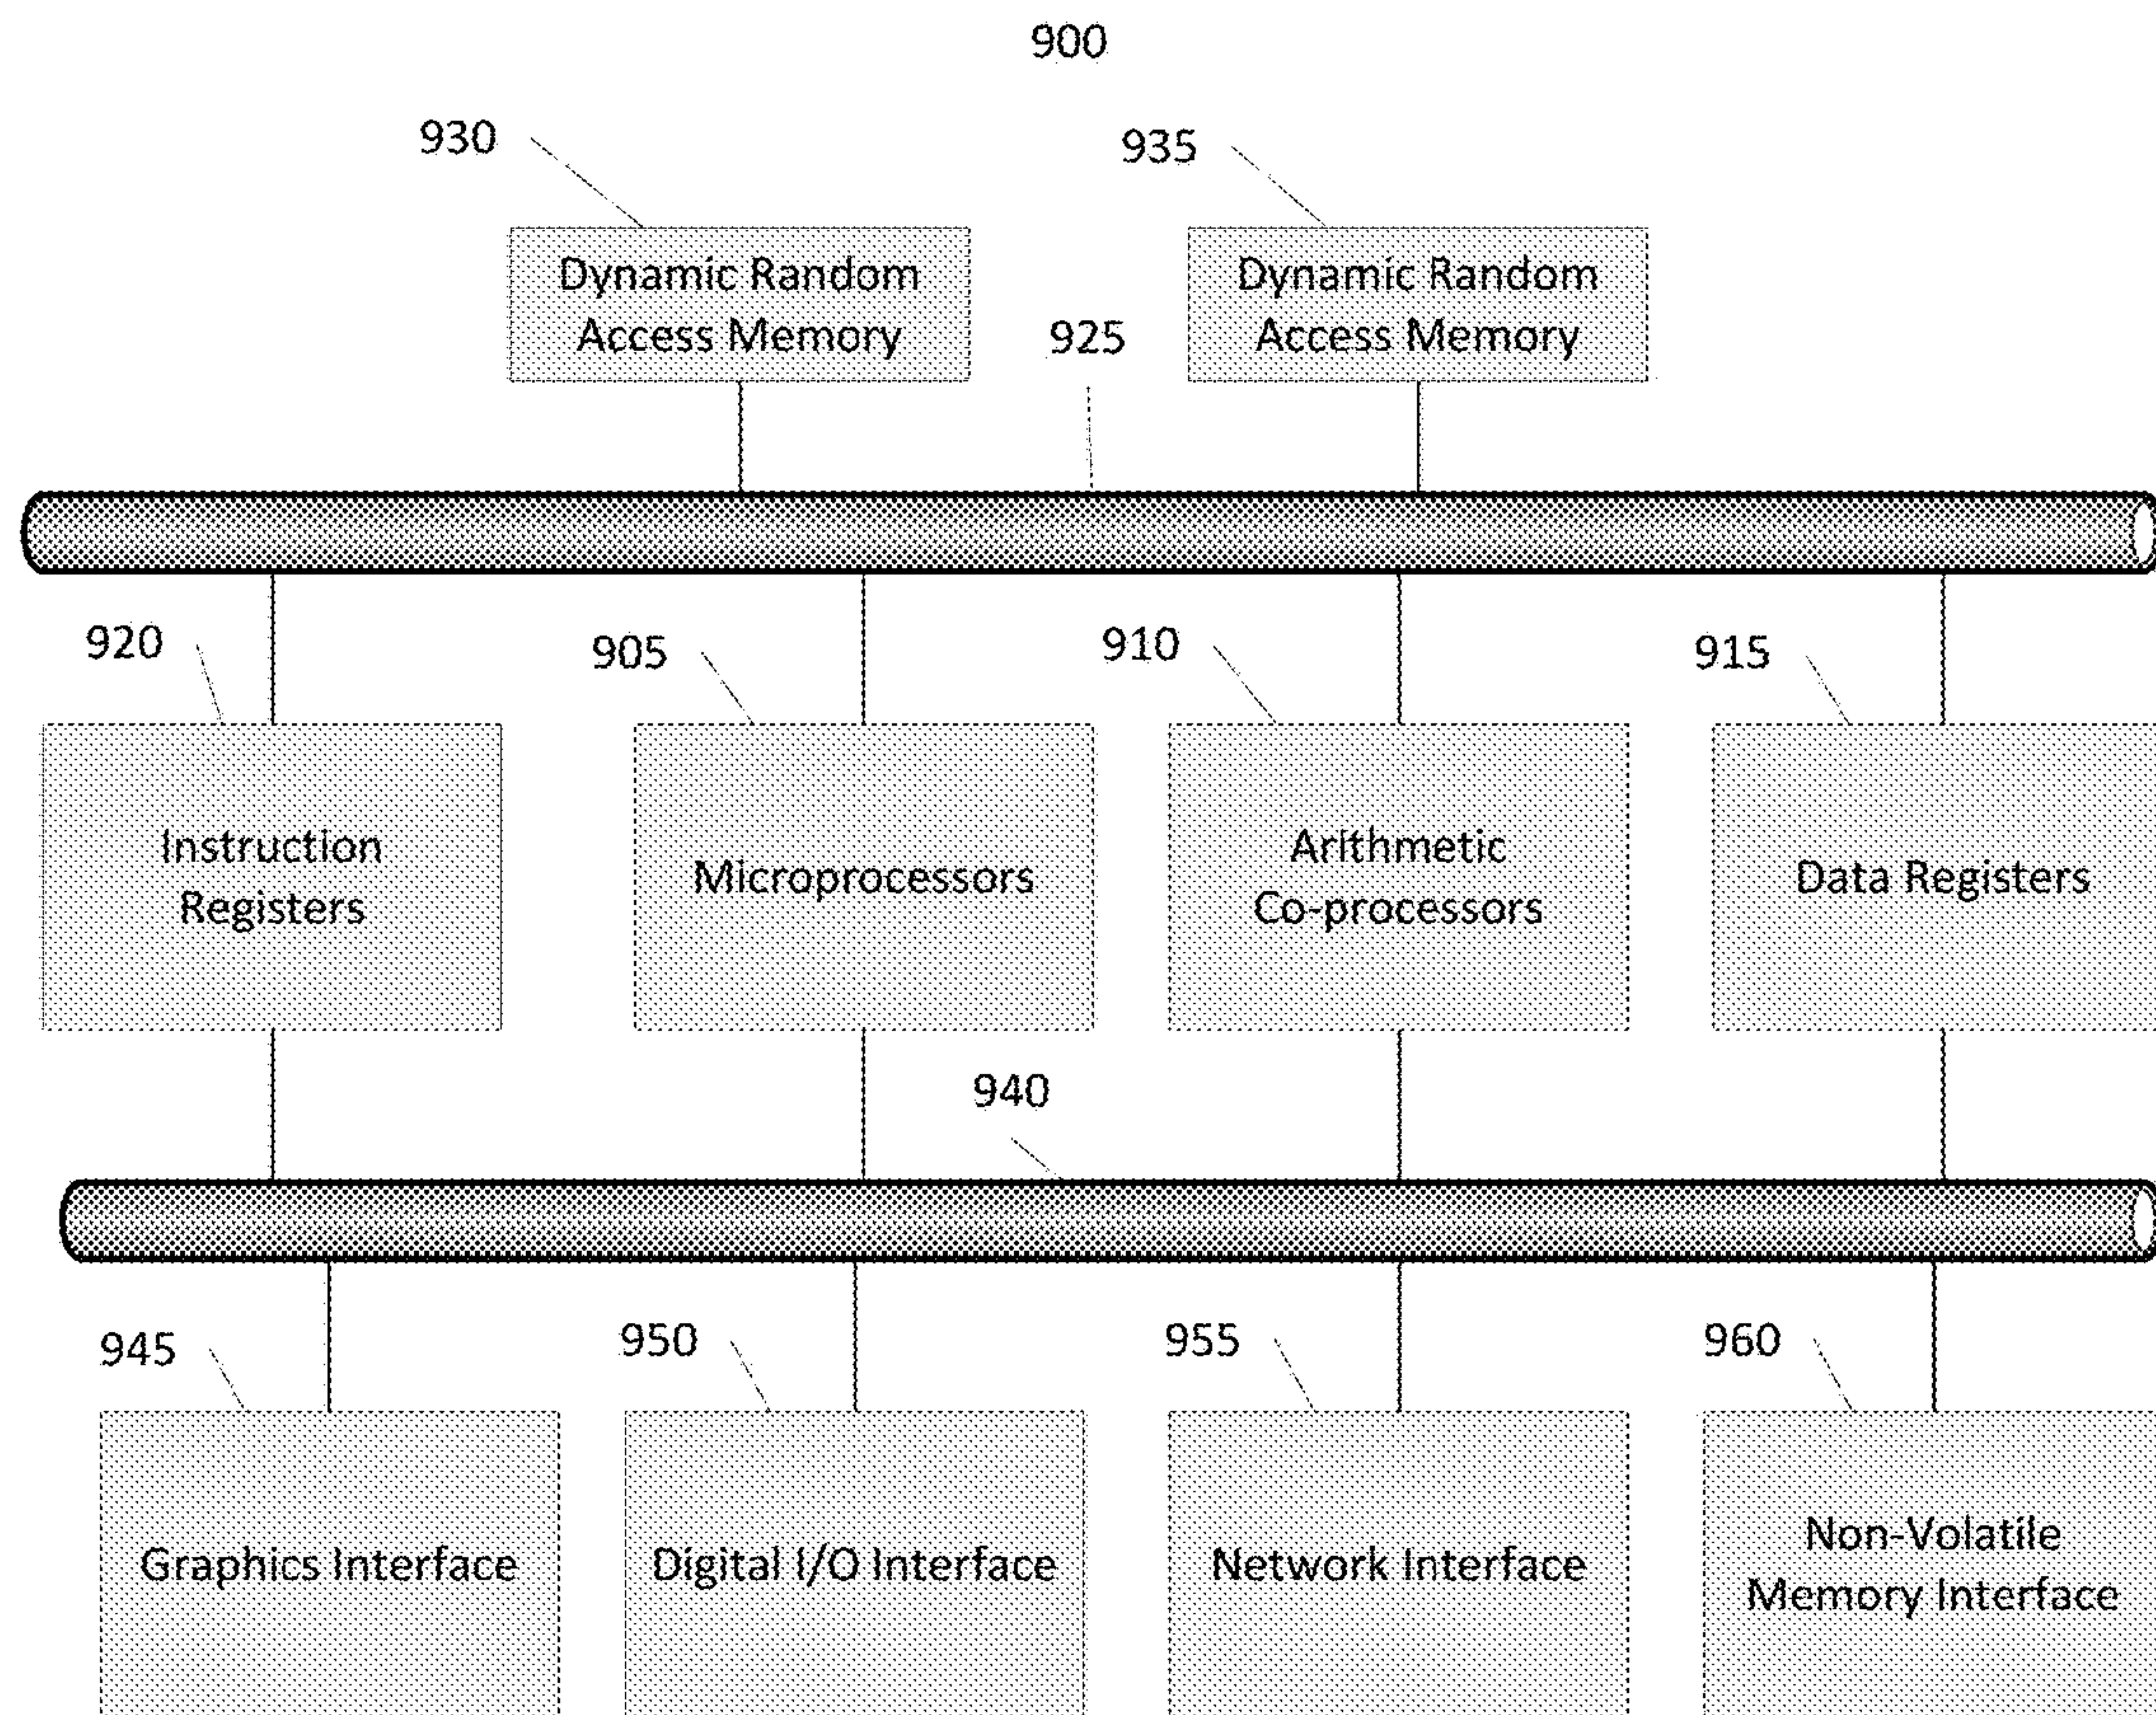 900
930
935
Dynamic Random
Access Memory
925
Dynamic Random
Access Memory
920
905
910
915
Instruction
Registers
Microprocessors
Arithmetic
Co-processors
Data Registers
940
945
950
955
960
Graphics Interface
Digital I/O Interface
Network Interface
Non-Volatile
Memory Interface